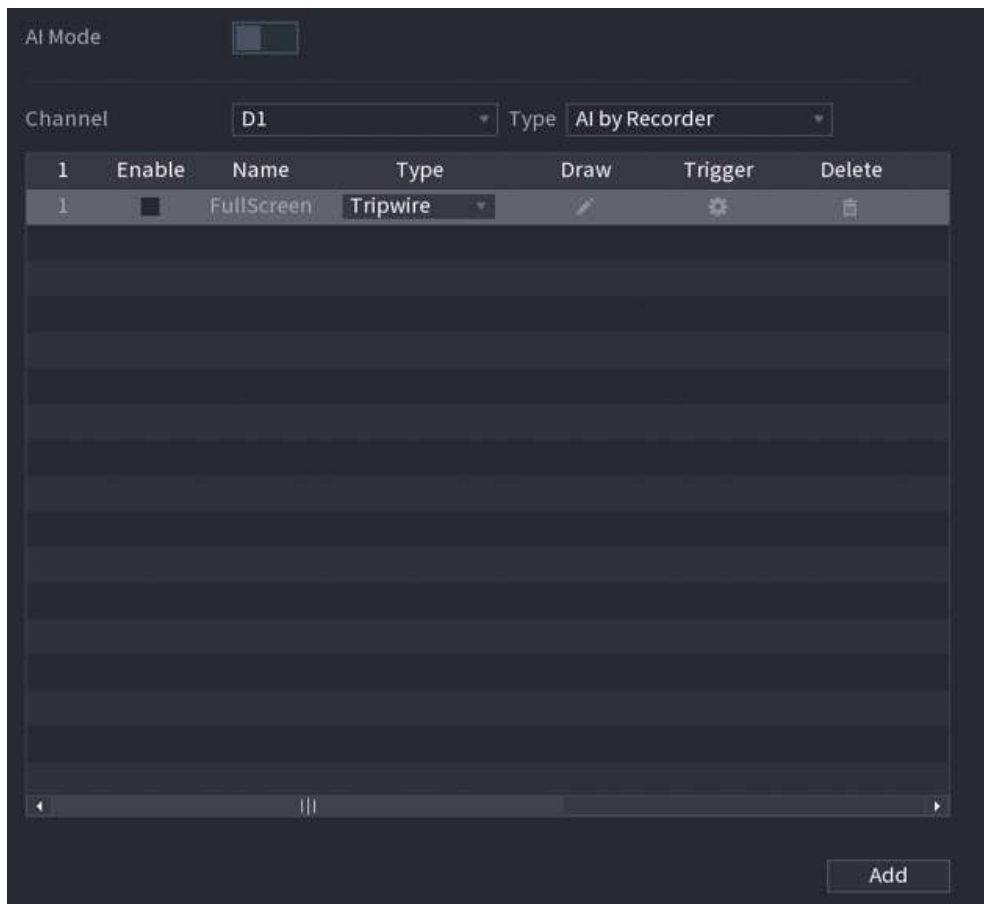 AI Mode
Channel D1 Type AI by Recorder
1 Enable Name Type Draw Trigger Delete
1 FullScreen Tripwire
Add